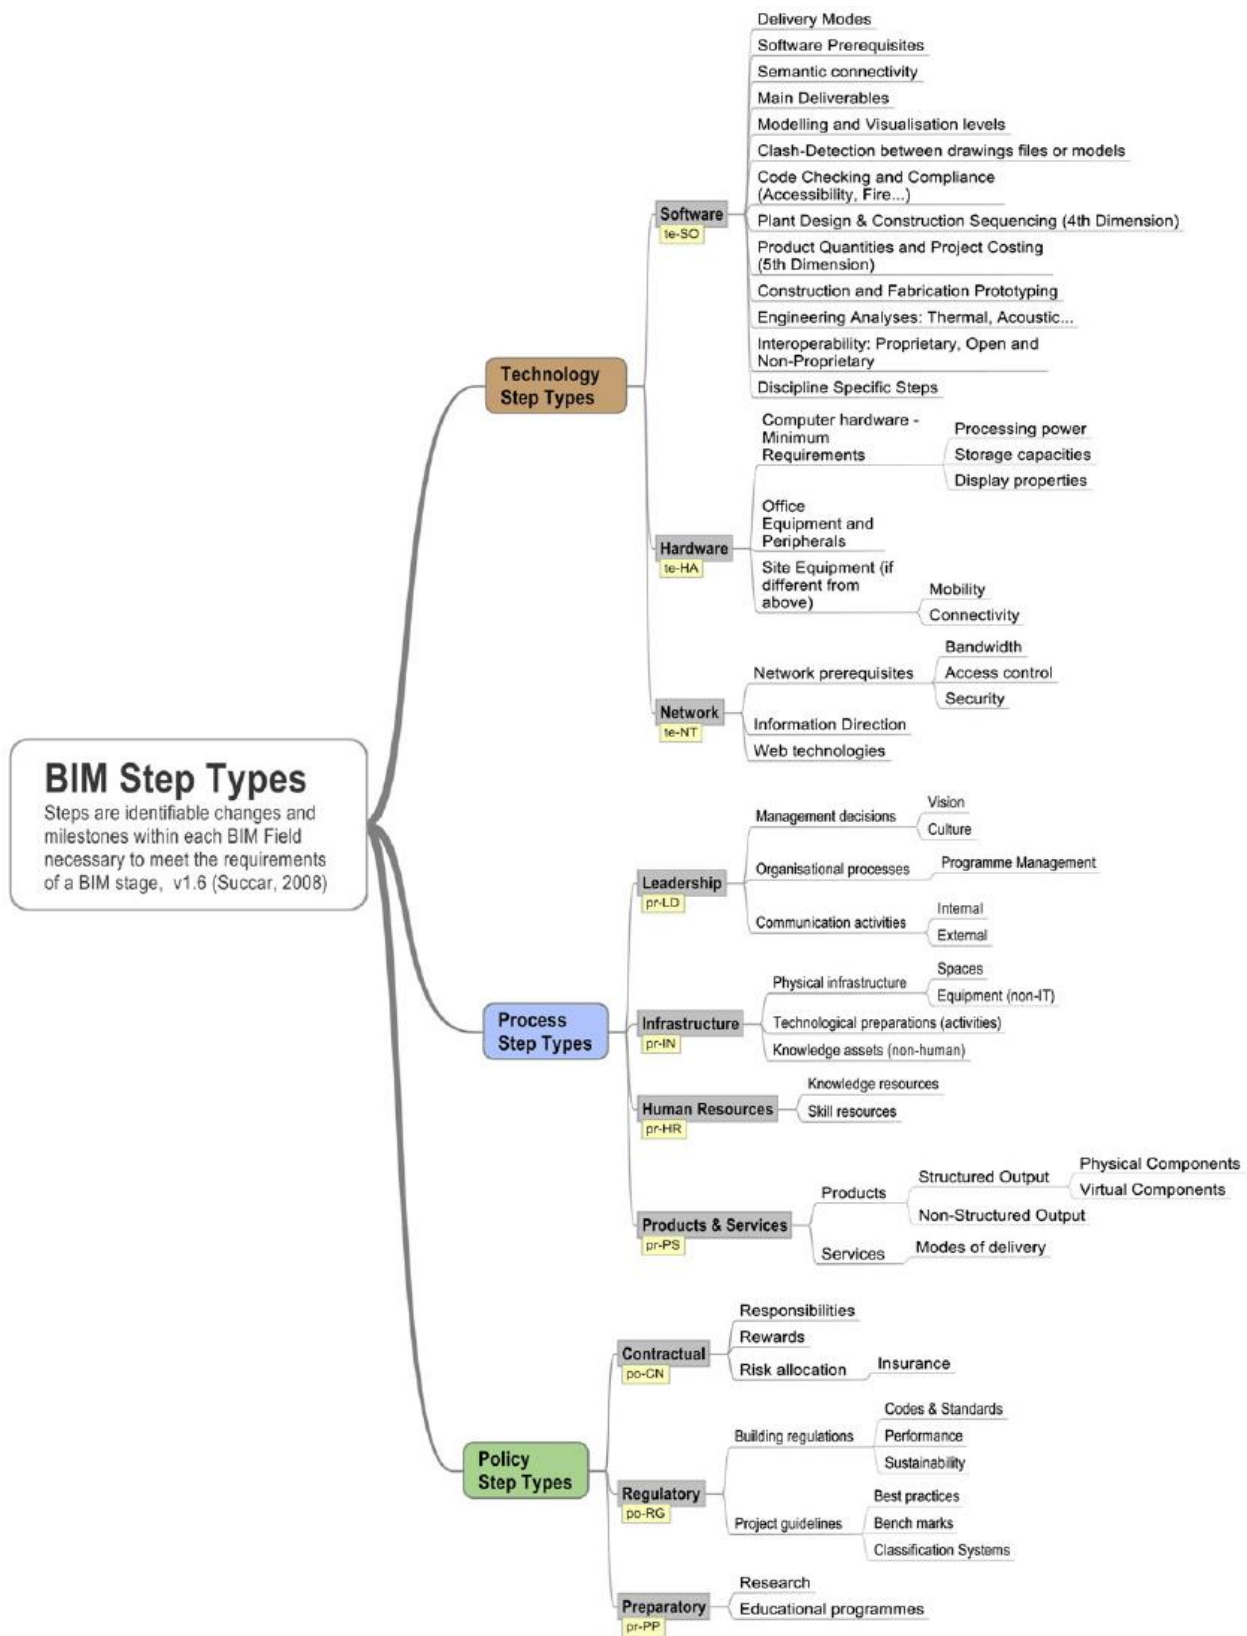 BIM Step Types
Steps are identifiable changes and
milestones within each BIM Field
necessary to meet the requirements
of a BIM stage, v1.6 (Succar, 2008)
Technology
Step Types
Software
te-SO
Delivery Modes
Software Prerequisites
Semantic connectivity
Main Deliverables
Modelling and Visualisation levels
Clash-Detection between drawings files or models
Code Checking and Compliance
(Accessibility, Fire...)
Plant Design & Construction Sequencing (4th Dimension)
Product Quantities and Project Costing
(5th Dimension)
Construction and Fabrication Prototyping
Engineering Analyses: Thermal, Acoustic...
Interoperability: Proprietary, Open and
Non-Proprietary
Discipline Specific Steps
Hardware
te-HA
Computer hardware -
Minimum
Requirements
Processing power
Storage capacities
Display properties
Office
Equipment and
Peripherals
Site Equipment (if
different from
above)
Mobility
Connectivity
Network
te-NT
Network prerequisites
Bandwidth
Access control
Security
Information Direction
Web technologies
Process
Step Types
Leadership
pr-LD
Management decisions
Vision
Culture
Organisational processes
Programme Management
Communication activities
Internal
External
Infrastructure
pr-IN
Physical infrastructure
Spaces
Equipment (non-IT)
Technological preparations (activities)
Knowledge assets (non-human)
Human Resources
pr-HR
Knowledge resources
Skill resources
Products & Services
pr-PS
Products
Structured Output
Physical Components
Virtual Components
Non-Structured Output
Services
Modes of delivery
Policy
Step Types
Contractual
po-CN
Responsibilities
Rewards
Risk allocation
Insurance
Regulatory
po-RG
Building regulations
Codes & Standards
Performance
Sustainability
Project guidelines
Best practices
Bench marks
Classification Systems
Preparatory
pr-PP
Research
Educational programmes